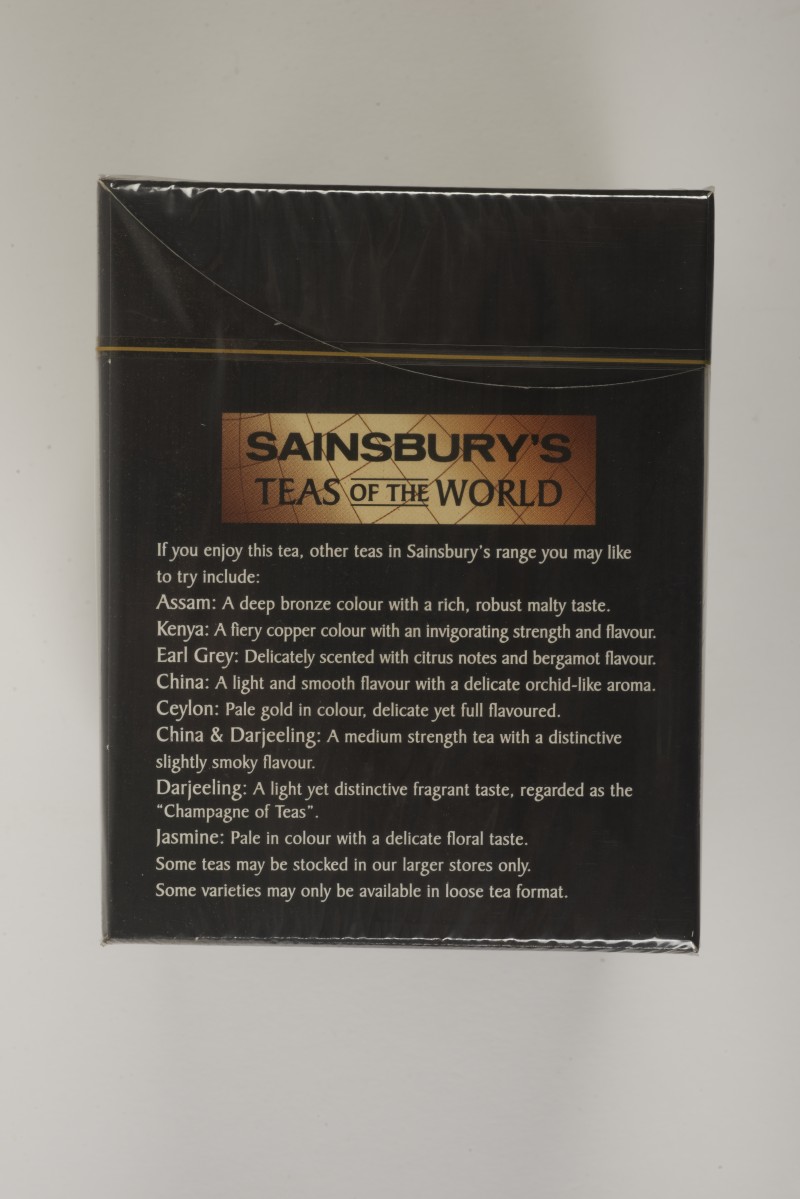 SAINSBURY'S
TEAS OF THE WORLD
If you enjoy this tea, other teas in Sainsbury's range you may like
to try include:
Assam: A deep bronze colour with a rich, robust malty taste.
Kenya: A fiery copper colour with an invigorating strength and flavour.
Earl Grey: Delicately scented with citrus notes and bergamot flavour.
China: A light and smooth flavour with a delicate orchid-like aroma.
Ceylon: Pale gold in colour, delicate yet full flavoured.
China & Darjeeling: A medium strength tea with a distinctive
slightly smoky flavour.
Darjeeling: A light yet distinctive fragrant taste, regarded as the
“Champagne of Teas”.
Jasmine: Pale in colour with a delicate floral taste.
Some teas may be stocked in our larger stores only.
Some varieties may only be available in loose tea format.